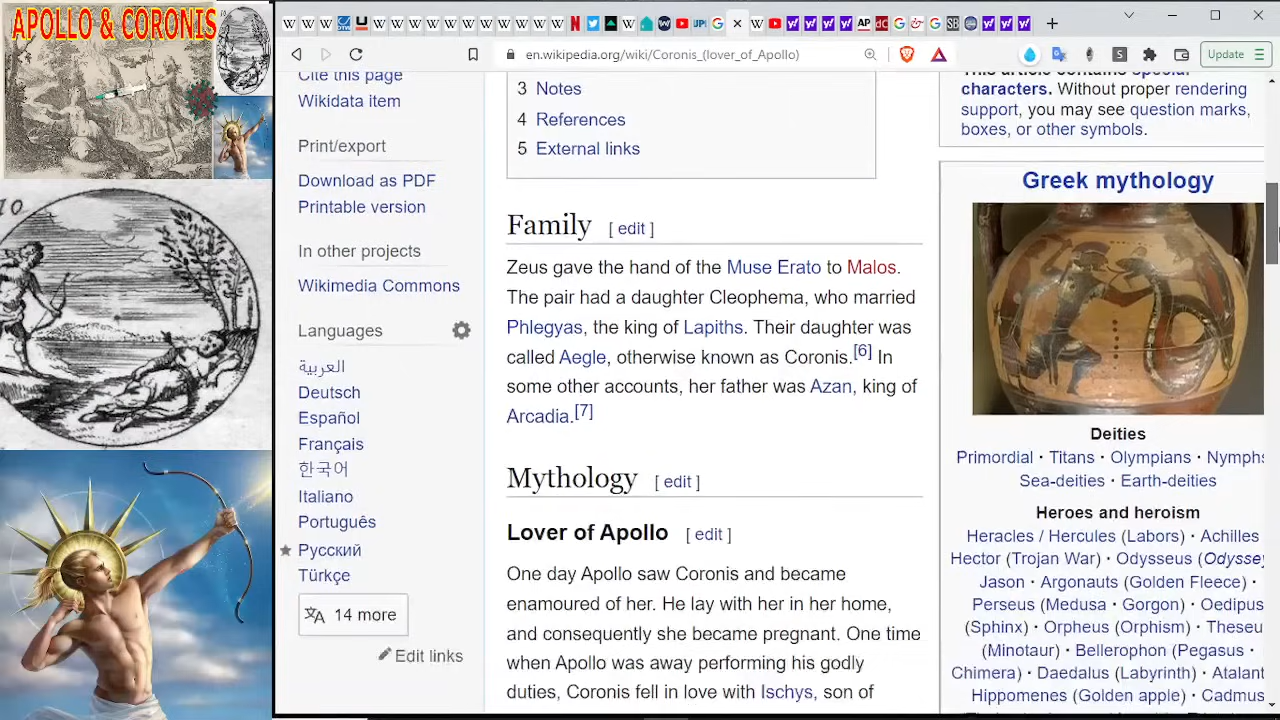 APOLLO & CORONIS
10
W
N
JPL
G
W
AP
dC
G
G
SB
Update
en.wikipedia.org/wiki/Coronis_(lover_of_Apollo)
Cite this page
Wikidata item
Print/export
Download as PDF
Printable version
In other projects
Wikimedia Commons
Languages
العربية
Deutsch
Español
Français
한국어
Italiano
Português
Русский
Türkçe
14 more
Edit links
3 Notes
4 References
5 External links
Family [ edit ]
Zeus gave the hand of the Muse Erato to Malos.
The pair had a daughter Cleophema, who married
Phlegyas, the king of Lapiths. Their daughter was
called Aegle, otherwise known as Coronis.[6] In
some other accounts, her father was Azan, king of
Arcadia.[7]
Mythology [ edit ]
Lover of Apollo [ edit ]
One day Apollo saw Coronis and became
enamoured of her. He lay with her in her home,
and consequently she became pregnant. One time
when Apollo was away performing his godly
duties, Coronis fell in love with Ischys, son of
This article contains special
characters. Without proper rendering
support, you may see question marks,
boxes, or other symbols.
Greek mythology
Deities
Primordial · Titans · Olympians · Nymphs
Sea-deities · Earth-deities
Heroes and heroism
Heracles / Hercules (Labors) · Achilles
Hector (Trojan War) · Odysseus (Odysse
Jason · Argonauts (Golden Fleece) ·
Perseus (Medusa · Gorgon) · Oedipus
(Sphinx) · Orpheus (Orphism) · Theseu
(Minotaur) · Bellerophon (Pegasus ·
Chimera) · Daedalus (Labyrinth) · Atalant
Hippomenes (Golden apple) · Cadmus